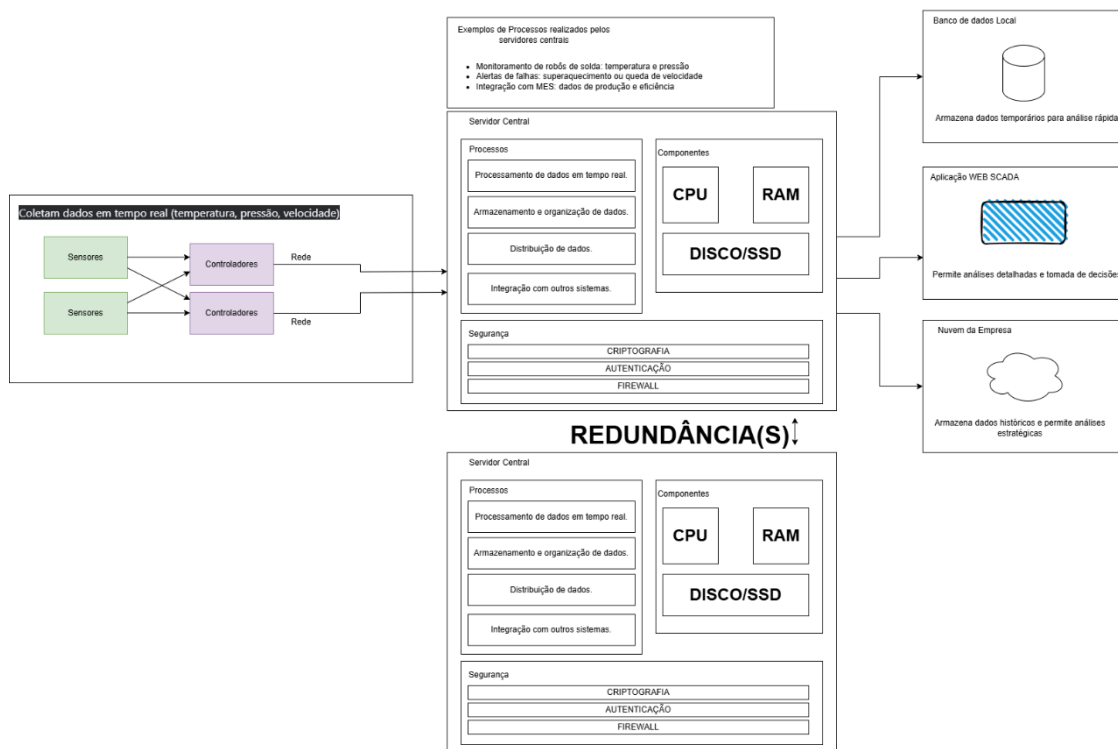 Exemplos de Processos realizados pelos
servidores centrais
Monitoramento de robôs de solda: temperatura e pressão
Alertas de falhas: superaquecimento ou queda de velocidade
Integração com MES: dados de produção e eficiência
Coletam dados em tempo real (temperatura, pressão, velocidade)
Sensores
Controladores
Rede
Sensores
Controladores
Rede
Servidor Central
Processos
Processamento de dados em tempo real.
Armazenamento e organização de dados.
Distribuição de dados.
Integração com outros sistemas.
Componentes
CPU
RAM
DISCO/SSD
Segurança
CRIPTOGRAFIA
AUTENTICAÇÃO
FIREWALL
REDUNDÂNCIA(S)
Servidor Central
Processos
Processamento de dados em tempo real.
Armazenamento e organização de dados.
Distribuição de dados.
Integração com outros sistemas.
Componentes
CPU
RAM
DISCO/SSD
Segurança
CRIPTOGRAFIA
AUTENTICAÇÃO
FIREWALL
Banco de dados Local
Armazena dados temporários para análise rápida
Aplicação WEB SCADA
Permite análises detalhadas e tomada de decisões
Nuvem da Empresa
Armazena dados históricos e permite análises
estratégicas